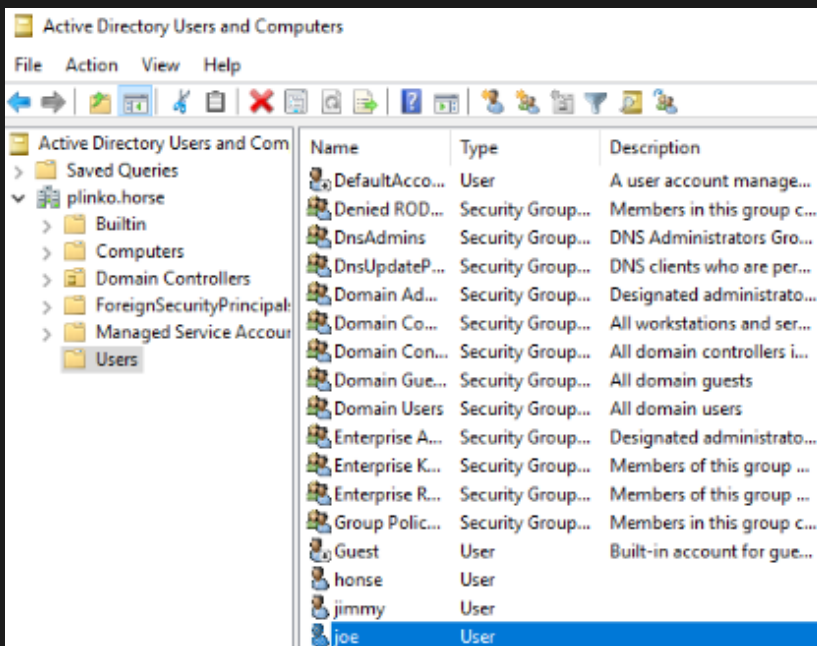 Active Directory Users and Computers
File Action View Help
Active Directory Users and Com
Saved Queries
plinko.horse
Builtin
Computers
Domain Controllers
ForeignSecurityPrincipal
Managed Service Accour
Users
Name Type Description
DefaultAcco... User A user account manage...
Denied ROD... Security Group... Members in this group c...
DnsAdmins Security Group... DNS Administrators Gro...
DnsUpdateP... Security Group... DNS clients who are per...
Domain Ad... Security Group... Designated administrato...
Domain Co... Security Group... All workstations and ser...
Domain Con... Security Group... All domain controllers i...
Domain Gue... Security Group... All domain guests
Domain Users Security Group... All domain users
Enterprise A... Security Group... Designated administrato...
Enterprise K... Security Group... Members of this group ...
Enterprise R... Security Group... Members of this group ...
Group Polic... Security Group... Members in this group c...
Guest User Built-in account for gue...
honse User
jimmy User
joe User